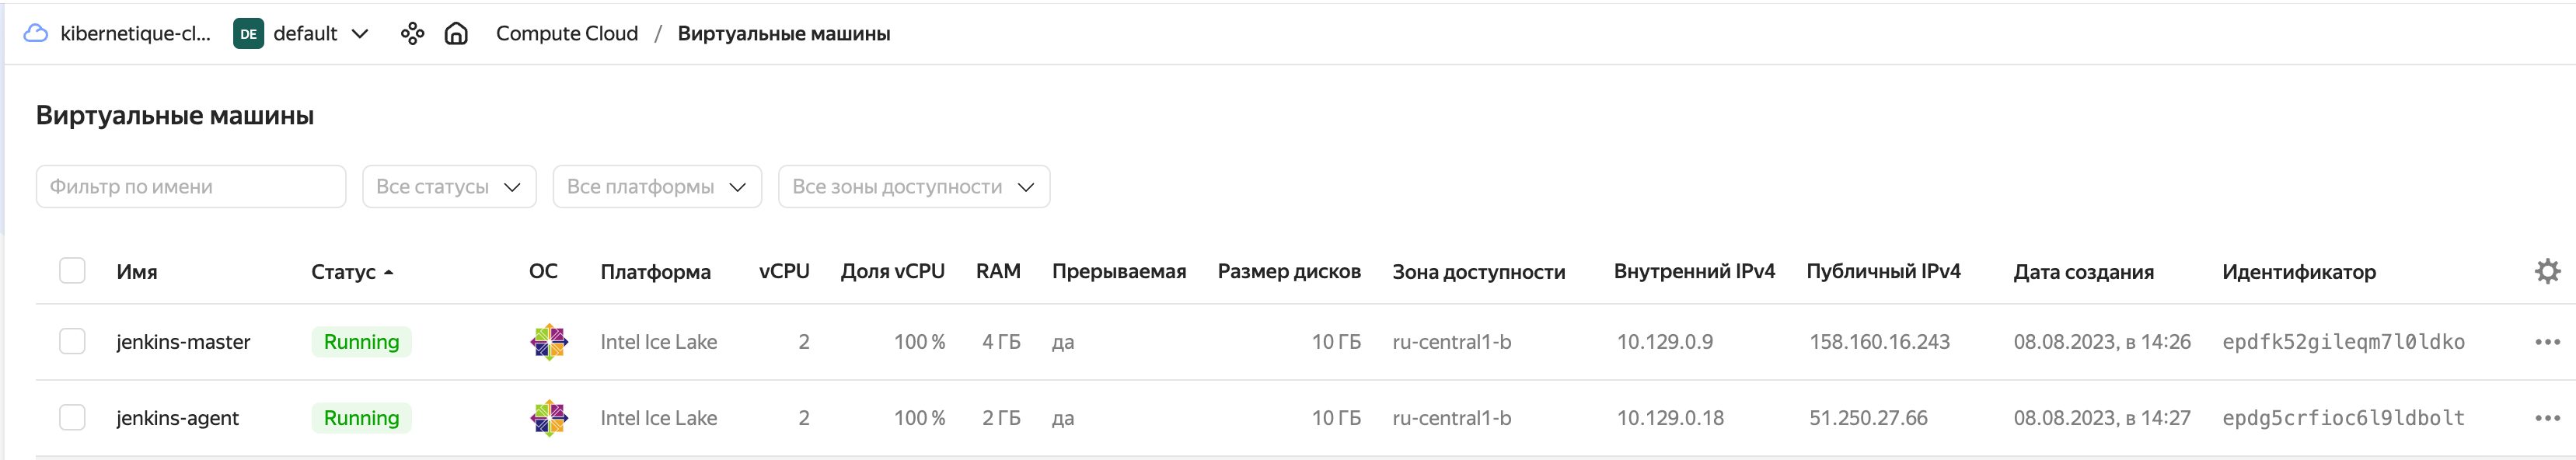 kibernetique-cl... DE default Compute Cloud / Виртуальные машины
Виртуальные машины
Фильтр по имени Все статусы Все платформы Все зоны доступности
Имя Статус ОС Платформа vCPU Доля vCPU RAM Прерываемая Размер дисков Зона доступности Внутренний IPv4 Публичный IPv4 Дата создания Идентификатор
jenkins-master Running Intel Ice Lake 2 100 % 4 ГБ да 10 ГБ ru-central1-b 10.129.0.9 158.160.16.243 08.08.2023, в 14:26 epdfk52gileqm7l0ldko
jenkins-agent Running Intel Ice Lake 2 100 % 2 ГБ да 10 ГБ ru-central1-b 10.129.0.18 51.250.27.66 08.08.2023, в 14:27 epdg5crfioc6l9ldbolt